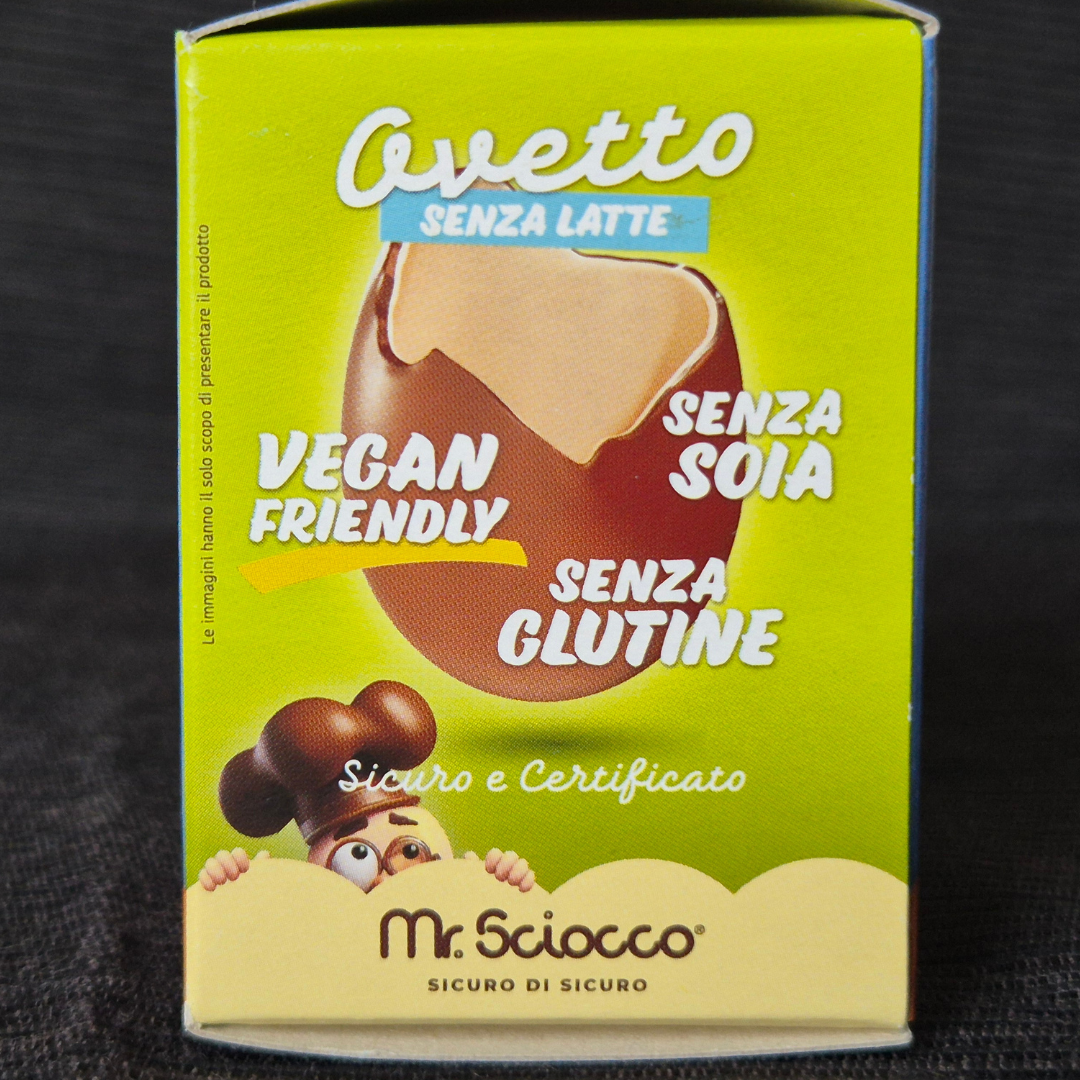 Ovetto
SENZA LATTE
SENZA
SOIA
VEGAN
FRIENDLY
SENZA
GLUTINE
Le immagini hanno il solo scopo di presentare il prodotto
Sicuro e Certificato
Mr. Sciocco®
SICURO DI SICURO